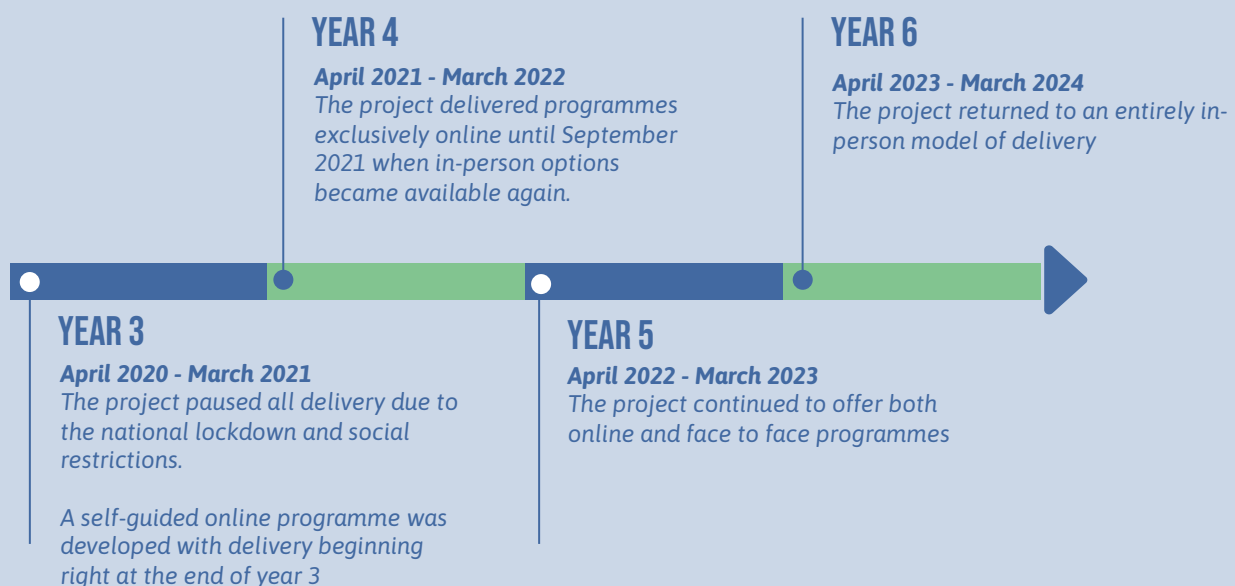 YEAR 4
April 2021 - March 2022
The project delivered programmes
exclusively online until September
2021 when in-person options
became available again.
YEAR 6
April 2023 - March 2024
The project returned to an entirely in-
person model of delivery
YEAR 3
April 2020 - March 2021
The project paused all delivery due to
the national lockdown and social
restrictions.
A self-guided online programme was
developed with delivery beginning
right at the end of year 3
YEAR 5
April 2022 - March 2023
The project continued to offer both
online and face to face programmes